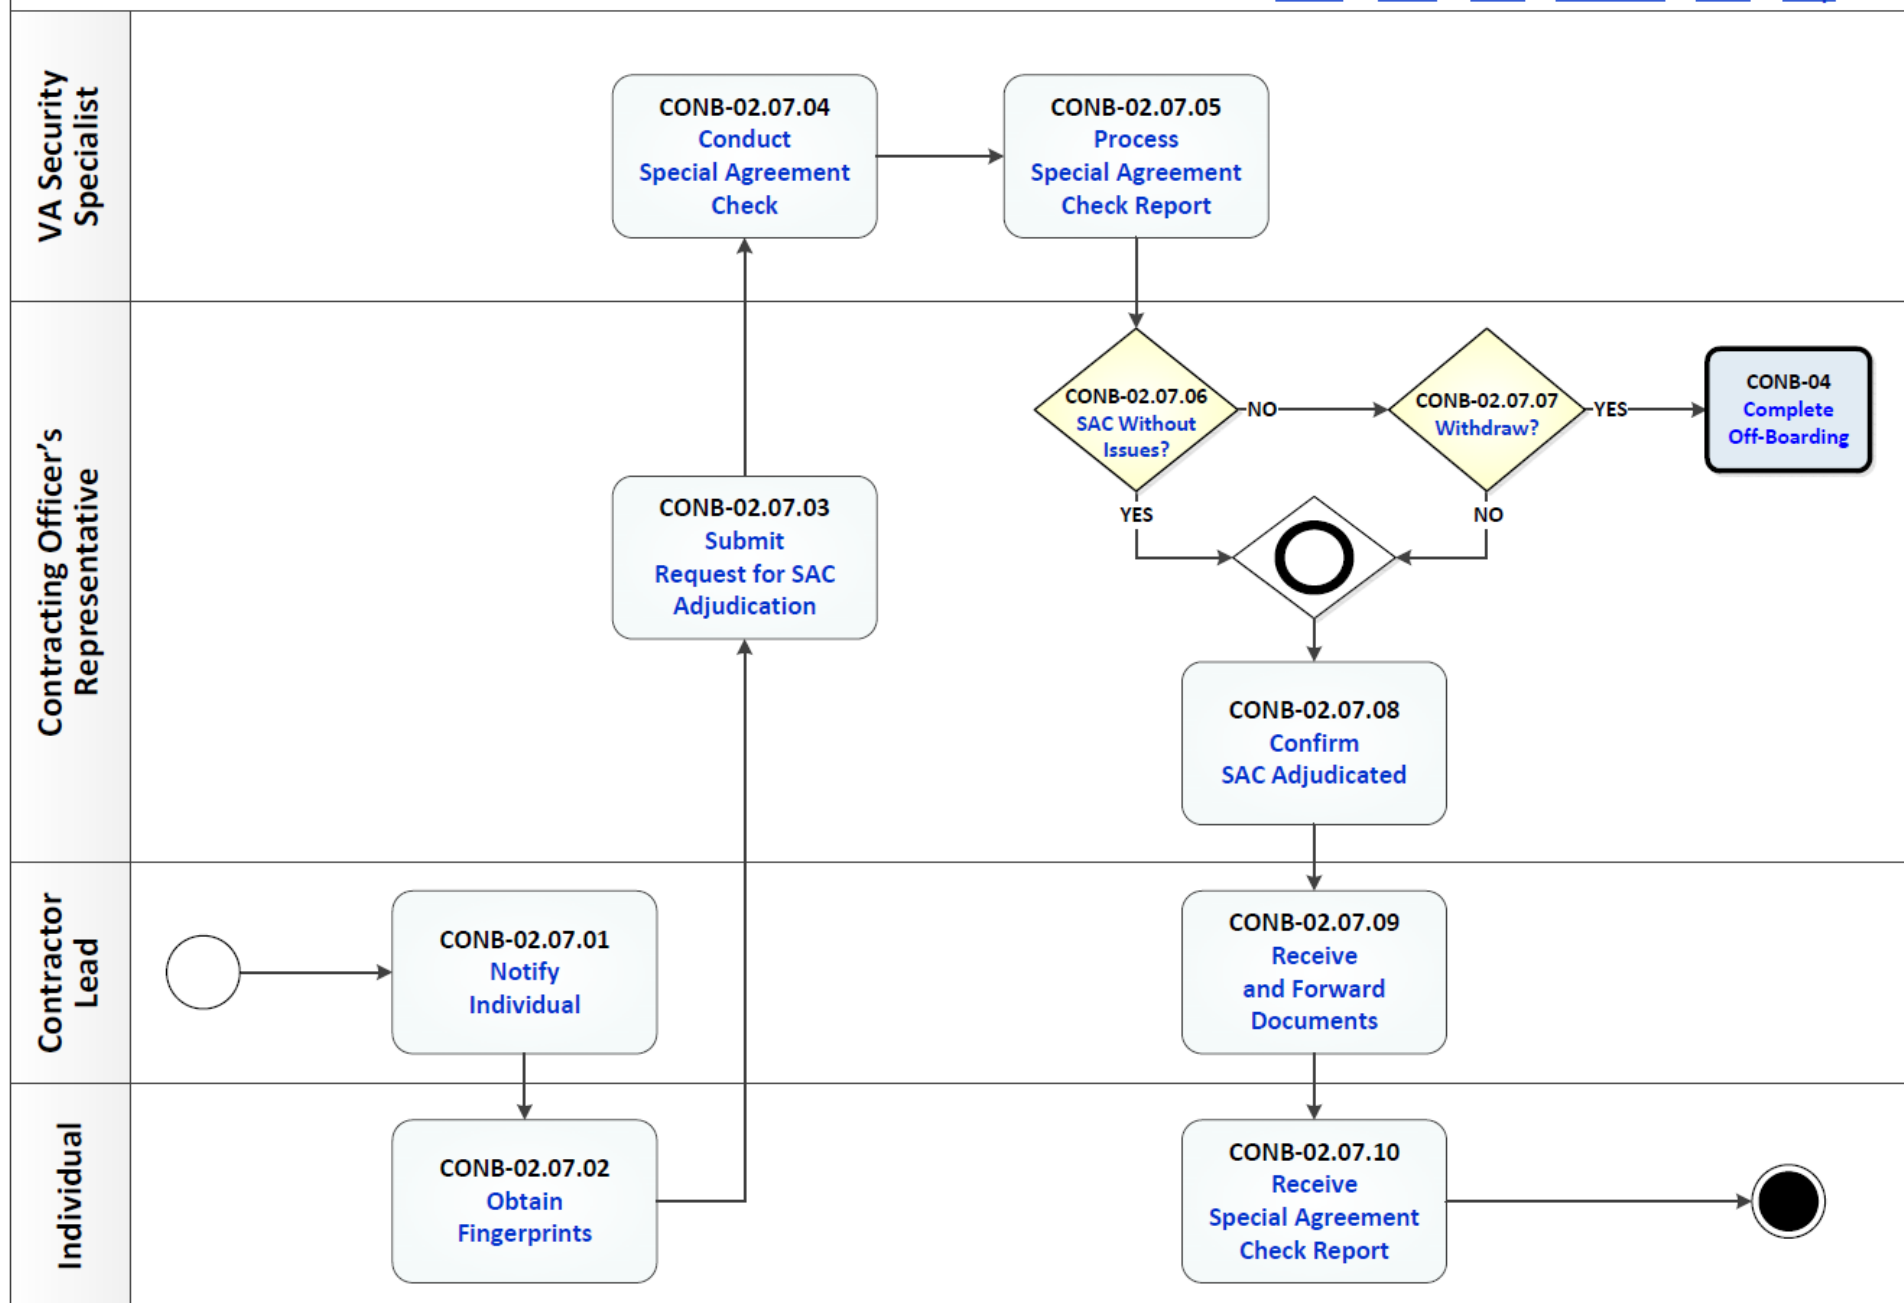 VA Security
Specialist
CONB-02.07.04
Conduct
Special Agreement
Check
CONB-02.07.05
Process
Special Agreement
Check Report
Contracting Officer's
Representative
CONB-02.07.03
Submit
Request for SAC
Adjudication
CONB-02.07.06
SAC Without
Issues?
NO
YES
CONB-02.07.07
Withdraw?
YES
NO
CONB-04
Complete
Off-Boarding
CONB-02.07.08
Confirm
SAC Adjudicated
Contractor
Lead
CONB-02.07.01
Notify
Individual
CONB-02.07.09
Receive
and Forward
Documents
Individual
CONB-02.07.02
Obtain
Fingerprints
CONB-02.07.10
Receive
Special Agreement
Check Report